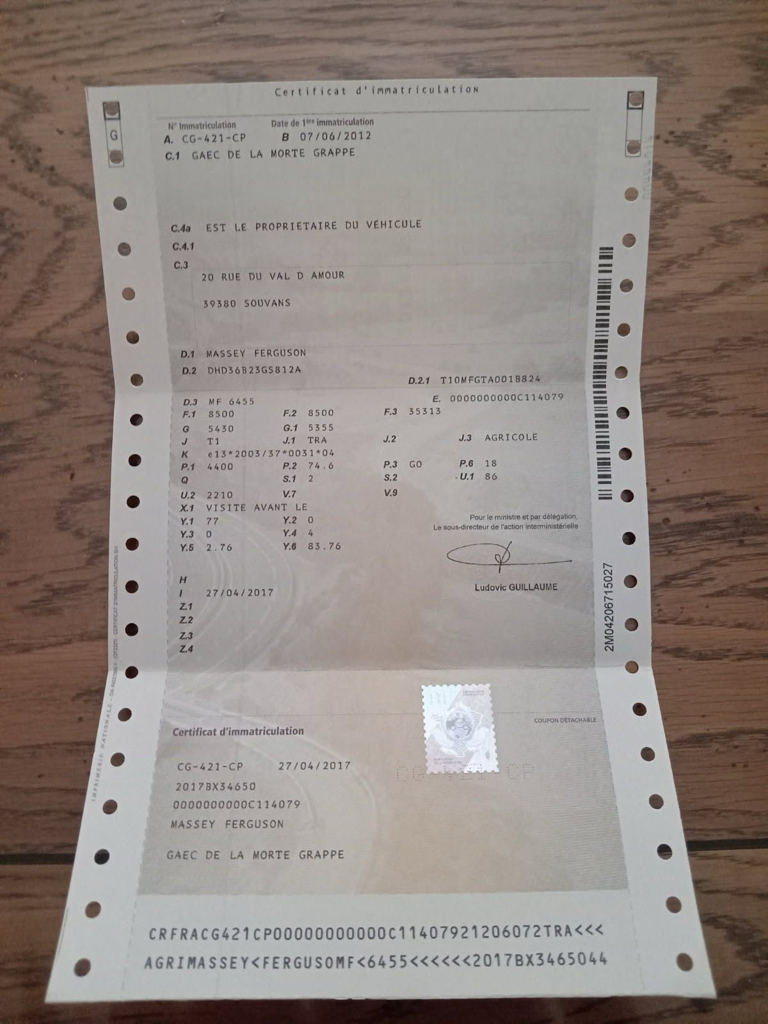 Certificat d'immatriculation
G
N° Immatriculation Date de 1ère immatriculation
A. CG-421-CP B 07/06/2012
C.1 GAEC DE LA MORTE GRAPPE
C.4a EST LE PROPRIETAIRE DU VÉHICULE
C.4.1
C.3
20 RUE DU VAL D AMOUR
39380 SOUVANS
D.1 MASSEY FERGUSON
D.2 DHD36B23GS812A
D.2.1 T10MFGTA001B824
D.3 MF 6455 E. 0000000000C114079
F.1 8500 F.2 8500 F.3 35313
G 5430 G.1 5355
J T1 J.1 TRA J.2 J.3 AGRICOLE
K e13*2003/37*0031*04
P.1 4400 P.2 74.6 P.3 GO P.6 18
Q S.1 2 S.2 U.1 86
U.2 2210 V.7 V.9
X.1 VISITE AVANT LE
Y.1 77 Y.2 0
Y.3 0 Y.4 4
Y.5 2.76 Y.6 83.76
Pour le ministre et par délégation,
Le sous-directeur de l'action interministérielle
Ludovic GUILLAUME
H
I 27/04/2017
Z.1
Z.2
Z.3
Z.4
2M04206715027
COUPON DÉTACHABLE
Certificat d'immatriculation
CG-421-CP 27/04/2017
2017BX34650
0000000000C114079
MASSEY FERGUSON
GAEC DE LA MORTE GRAPPE
CRFRACG421CP0000000000C11407921206072TRA<<<
AGRIMASSEY<FERGUSOMF<6455<<<<<<2017BX3465044